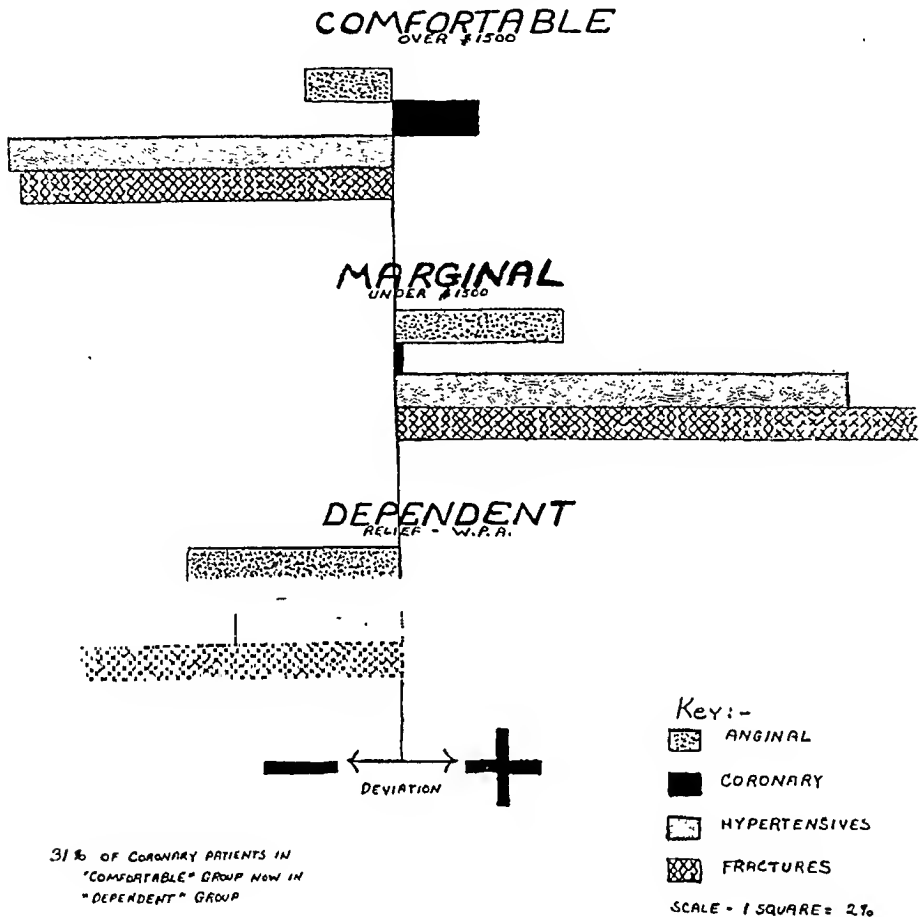 COMFORTABLE
OVER $1500
MARGINAL
UNDER $1500
DEPENDENT
RELIEF - W.P.A.
DEVIATION
Key:-
ANGINAL
CORONARY
HYPERTENSIVES
FRACTURES
SCALE - 1 SQUARE = 2%
31% OF CORONARY PATIENTS IN
"COMFORTABLE" GROUP NOW IN
"DEPENDENT" GROUP